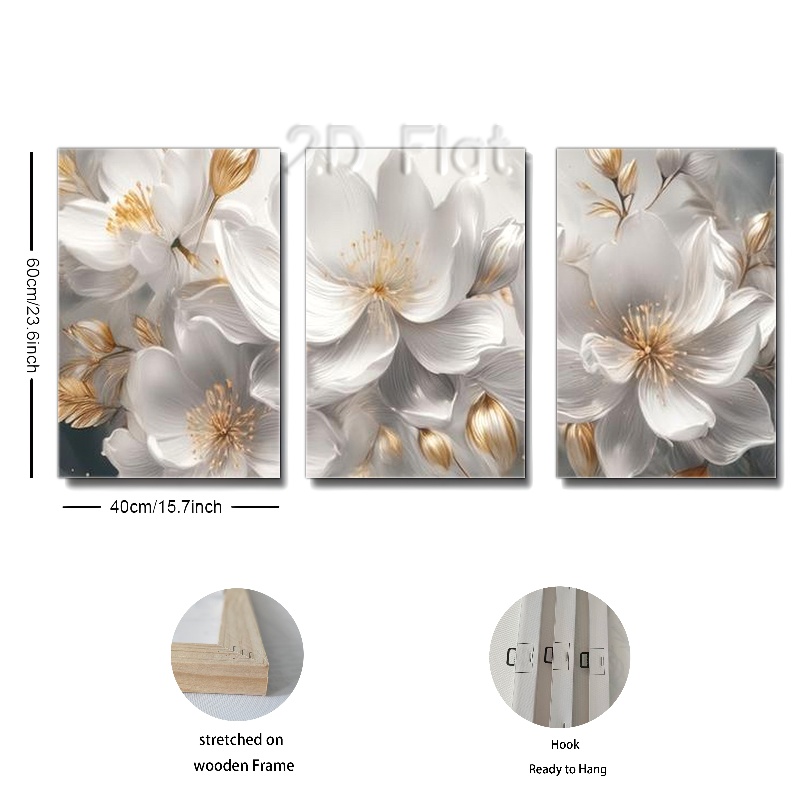 2D Flat
60cm/23.6inch
40cm/15.7inch
stretched on
wooden Frame
Hook
Ready to Hang